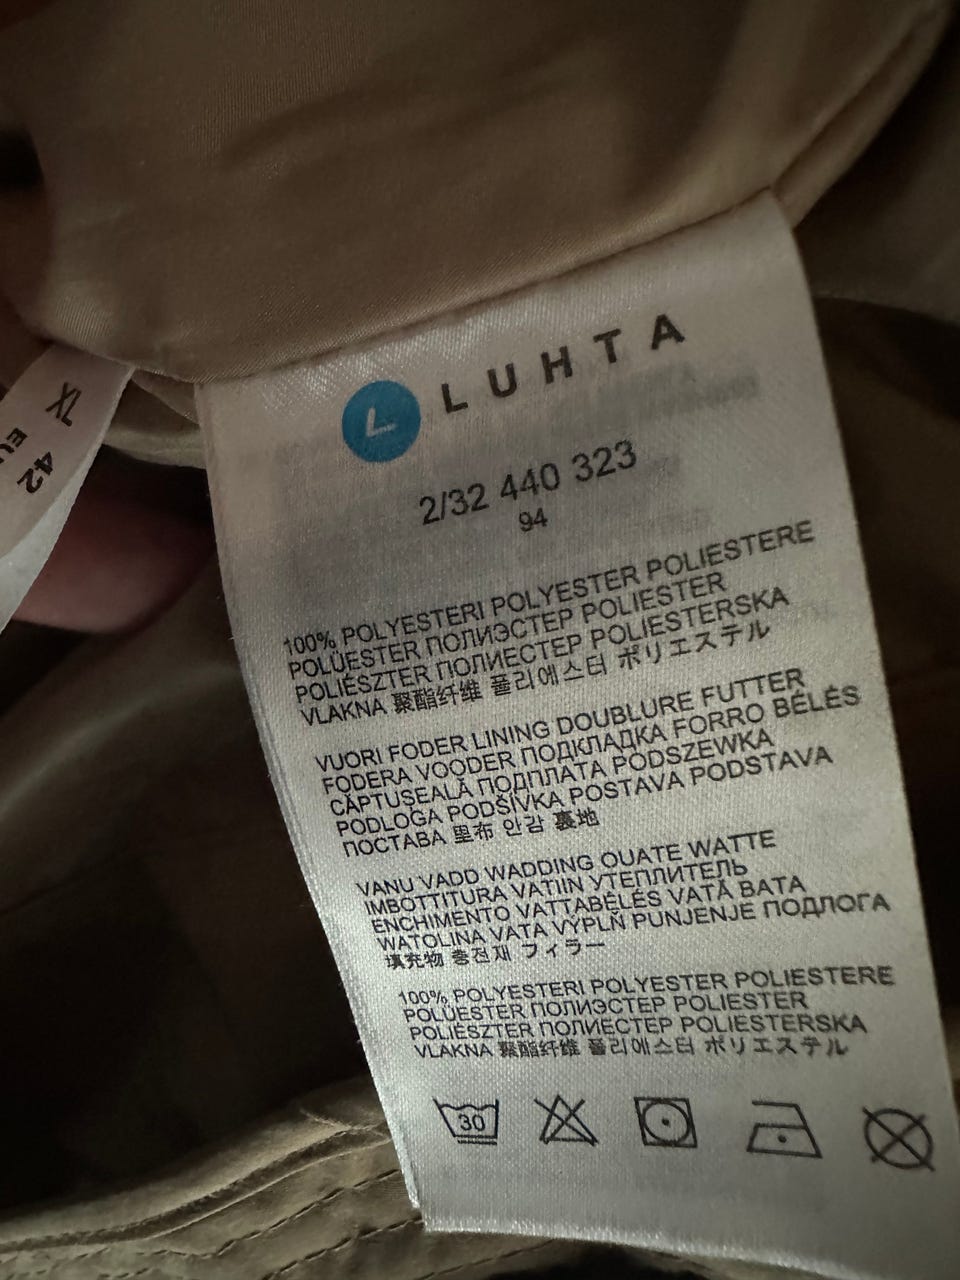 L LUHTA
2/32 440 323
94
100% POLYESTERI POLYESTER POLIESTERE
POLÜESTER ПОЛИЭСТЕР POLIESTER
POLIÉSZTER ПОЛИЕСТЕР POLIESTERSKA
VLAKNA 聚酯纤维 폴리에스터 ポリエステル
VUORI FODER LINING DOUBLURE FUTTER
FODERA VOODER ПОДКЛАДКА FORRO BÉLÉS
CĂPTUSEALĂ ПОДПЛАТА PODSZEWKA
PODLOGA PODŠÍVKA POSTAVA PODSTAVA
ПОСТАВА 里布 안감 裏地
VANU VADD WADDING OUATE WATTE
IMBOTTITURA VATIIN УТЕПЛИТЕЛЬ
ENCHIMENTO VATTABÉLÉS VATĂ ВАТА
WATOLINA VATA VÝPLŇ PUNJENJE ПОДЛОГА
填充物 충전재 フィラー
100% POLYESTERI POLYESTER POLIESTERE
POLÜESTER ПОЛИЭСТЕР POLIESTER
POLIÉSZTER ПОЛИЕСТЕР POLIESTERSKA
VLAKNA 聚酯纤维 폴리에스터 ポリエステル
30
XL
42